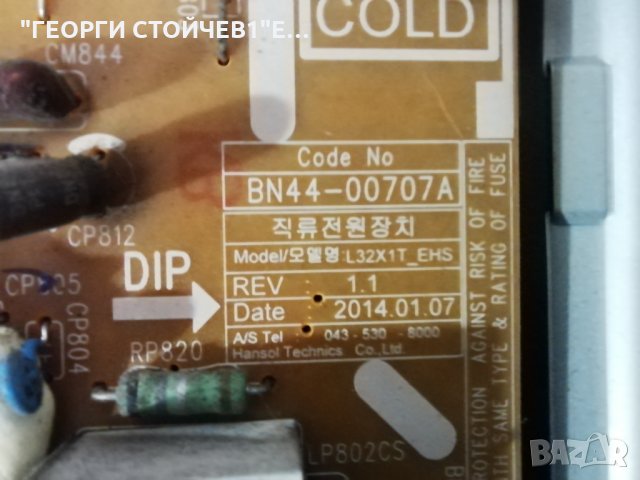 "ГЕОРГИ СТОЙЧЕВ1"Е...
COLD
CM844
Code No
BN44-00707A
직류전원장치
Model/모델명:L32X1T_EHS
REV 1.1
Date 2014.01.07
A/S Tel : 043-530-8000
Hansol Technics Co.,Ltd.
CP812
DIP
CP805
CP804
RP820
LP802CS
AGAINST RISK OF FIRE
SAME TYPE & RATING OF FUSE
bazar